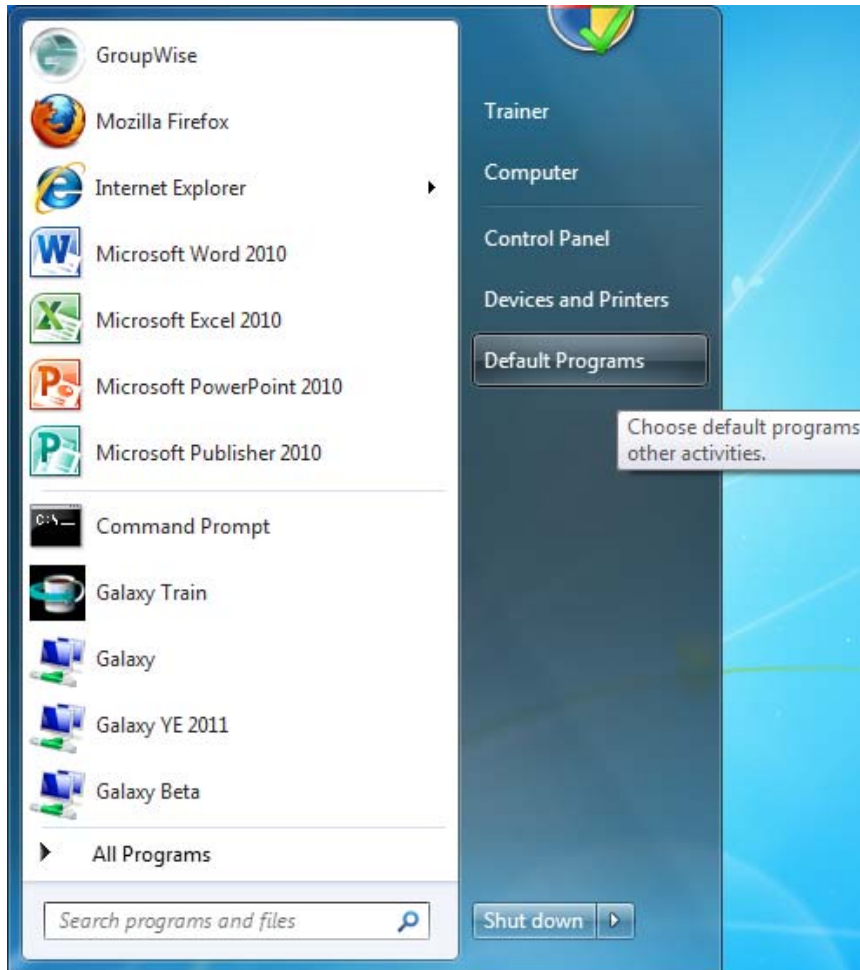 GroupWise
Mozilla Firefox
Internet Explorer
Microsoft Word 2010
Microsoft Excel 2010
Microsoft PowerPoint 2010
Microsoft Publisher 2010
Command Prompt
Galaxy Train
Galaxy
Galaxy YE 2011
Galaxy Beta
All Programs
Search programs and files
Trainer
Computer
Control Panel
Devices and Printers
Default Programs
Choose default programs
other activities.
Shut down